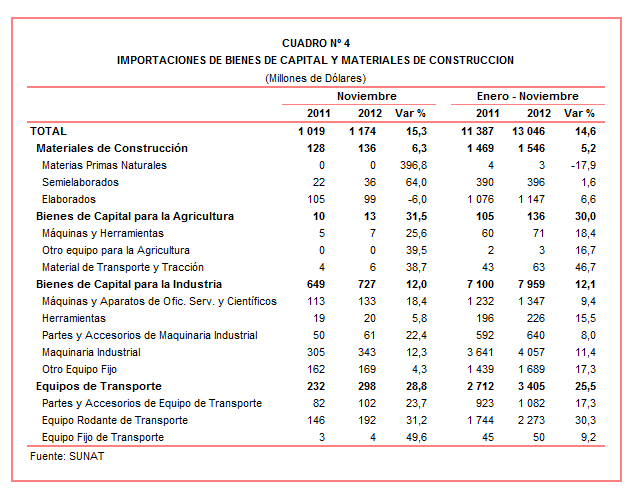 CUADRO Nº 4
IMPORTACIONES DE BIENES DE CAPITAL Y MATERIALES DE CONSTRUCCION
(Millones de Dólares)
Noviembre Enero - Noviembre
2011 2012 Var % 2011 2012 Var %
TOTAL 1 019 1 174 15,3 11 387 13 046 14,6
Materiales de Construcción 128 136 6,3 1 469 1 546 5,2
Materias Primas Naturales 0 0 396,8 4 3 -17,9
Semielaborados 22 36 64,0 390 396 1,6
Elaborados 105 99 -6,0 1 076 1 147 6,6
Bienes de Capital para la Agricultura 10 13 31,5 105 136 30,0
Máquinas y Herramientas 5 7 25,6 60 71 18,4
Otro equipo para la Agricultura 0 0 39,5 2 3 16,7
Material de Transporte y Tracción 4 6 38,7 43 63 46,7
Bienes de Capital para la Industria 649 727 12,0 7 100 7 959 12,1
Máquinas y Aparatos de Ofic. Serv. y Científicos 113 133 18,4 1 232 1 347 9,4
Herramientas 19 20 5,8 196 226 15,5
Partes y Accesorios de Maquinaria Industrial 50 61 22,4 592 640 8,0
Maquinaria Industrial 305 343 12,3 3 641 4 057 11,4
Otro Equipo Fijo 162 169 4,3 1 439 1 689 17,3
Equipos de Transporte 232 298 28,8 2 712 3 405 25,5
Partes y Accesorios de Equipo de Transporte 82 102 23,7 923 1 082 17,3
Equipo Rodante de Transporte 146 192 31,2 1 744 2 273 30,3
Equipo Fijo de Transporte 3 4 49,6 45 50 9,2
Fuente: SUNAT